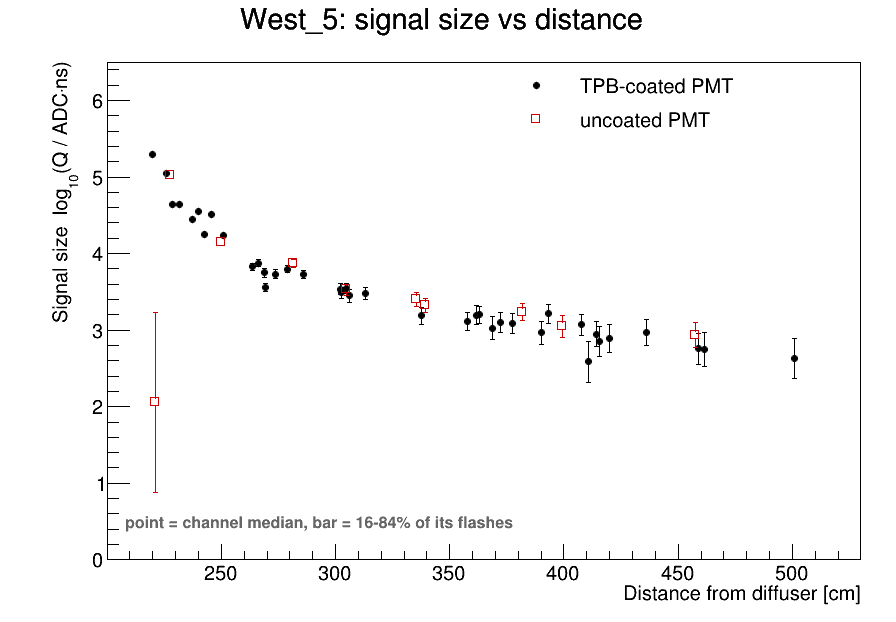 West_5: signal size vs distance
Signal size log10(Q / ADC·ns)
TPB-coated PMT
uncoated PMT
6
5
4
3
2
1
0
point = channel median, bar = 16-84% of its flashes
250 300 350 400 450 500
Distance from diffuser [cm]